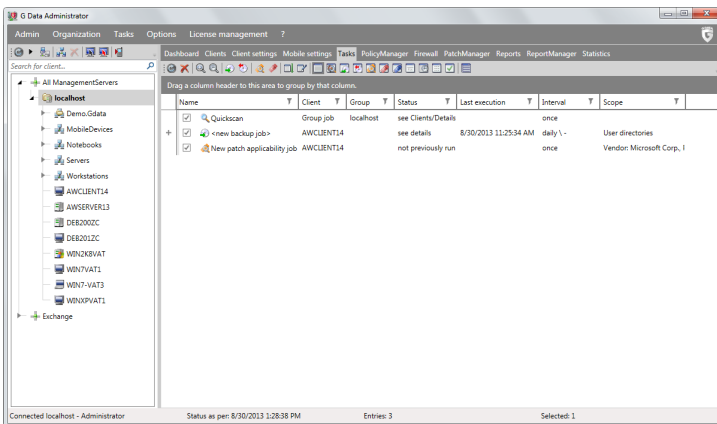 G Data Administrator
Admin Organization Tasks Options License management ?
Dashboard Clients Client settings Mobile settings Tasks PolicyManager Firewall PatchManager Reports ReportManager Statistics
Search for client...
Drag a column header to this area to group by that column.
All ManagementServers
localhost
Demo.Gdata
MobileDevices
Notebooks
Servers
Workstations
AWCLIENT14
AWSERVER13
DEB200ZC
DEB201ZC
WIN2K8VAT
WIN7VAT1
WIN7-VAT3
WINXPVAT1
Exchange
Name Client Group Status Last execution Interval Scope
Quickscan Group job localhost see Clients/Details once
<new backup job> AWCLIENT14 see details 8/30/2013 11:25:34 AM daily \ - User directories
New patch applicability job AWCLIENT14 not previously run once Vendor: Microsoft Corp., I
Connected localhost - Administrator Status as per: 8/30/2013 1:28:38 PM Entries: 3 Selected: 1